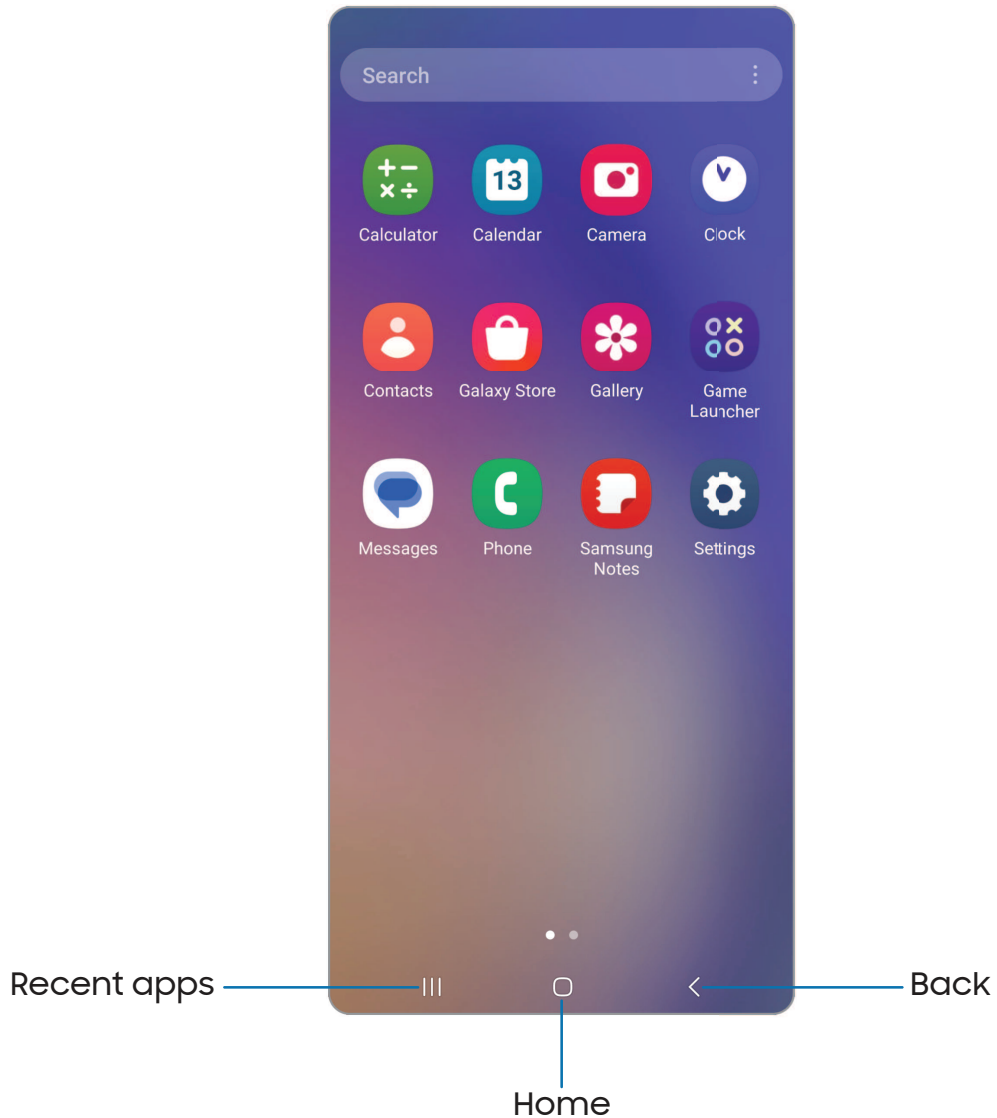 Search
13
Calculator
Calendar
Camera
Clock
Contacts
Galaxy Store
Gallery
Game
Launcher
Messages
Phone
Samsung
Notes
Settings
Recent apps
Back
Home